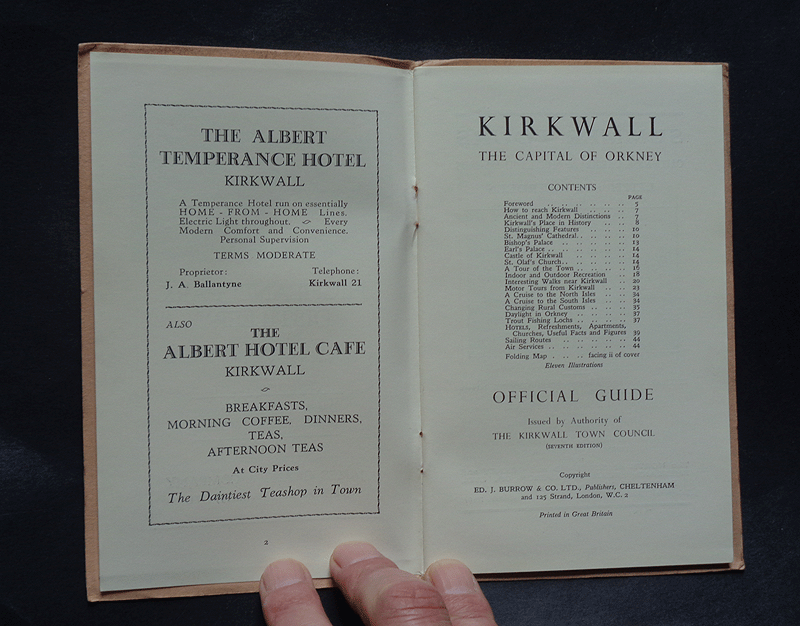 THE ALBERT
TEMPERANCE HOTEL
KIRKWALL
A Temperance Hotel run on essentially
HOME - FROM - HOME Lines.
Electric Light throughout. Every
Modern Comfort and Convenience.
Personal Supervision
TERMS MODERATE
Proprietor: Telephone:
J. A. Ballantyne Kirkwall 21
ALSO
THE
ALBERT HOTEL CAFE
KIRKWALL
BREAKFASTS,
MORNING COFFEE, DINNERS,
TEAS,
AFTERNOON TEAS
At City Prices
The Daintiest Teashop in Town
2
KIRKWALL
THE CAPITAL OF ORKNEY
CONTENTS
PAGE
Foreword .. .. .. .. .. 5
How to reach Kirkwall .. .. .. 7
Ancient and Modern Distinctions .. 7
Kirkwall's Place in History .. .. 8
Distinguishing Features .. .. 10
St. Magnus' Cathedral .. .. .. 10
Bishop's Palace .. .. .. .. 13
Earl's Palace .. .. .. .. 14
Castle of Kirkwall .. .. .. 14
St. Olaf's Church .. .. .. .. 14
A Tour of the Town .. .. .. 16
Indoor and Outdoor Recreation .. 18
Interesting Walks near Kirkwall .. 20
Motor Tours from Kirkwall .. .. 23
A Cruise to the North Isles .. .. 34
A Cruise to the South Isles .. .. 34
Changing Rural Customs .. .. 35
Daylight in Orkney .. .. .. 37
Trout Fishing Lochs .. .. .. 37
HOTELS, Refreshments, Apartments,
Churches, Useful Facts and Figures 39
Sailing Routes .. .. .. .. 44
Air Services .. .. .. .. 44
Folding Map .. .. facing ii of cover
Eleven Illustrations
OFFICIAL GUIDE
Issued by Authority of
THE KIRKWALL TOWN COUNCIL
(SEVENTH EDITION)
Copyright
ED. J. BURROW & CO. LTD., Publishers, CHELTENHAM
and 125 Strand, London, W.C. 2
Printed in Great Britain